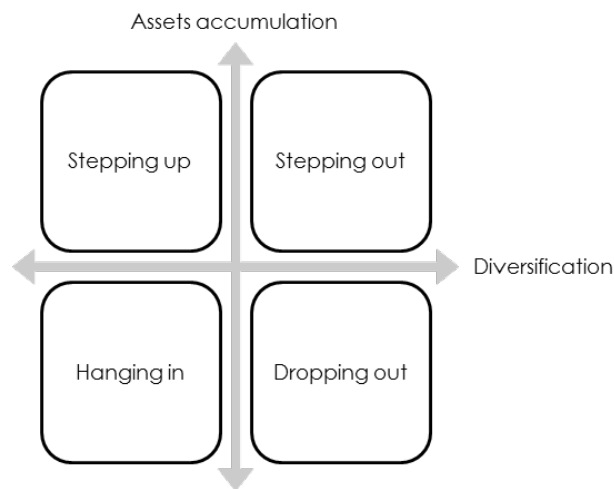 Assets accumulation
Stepping up
Stepping out
Diversification
Hanging in
Dropping out